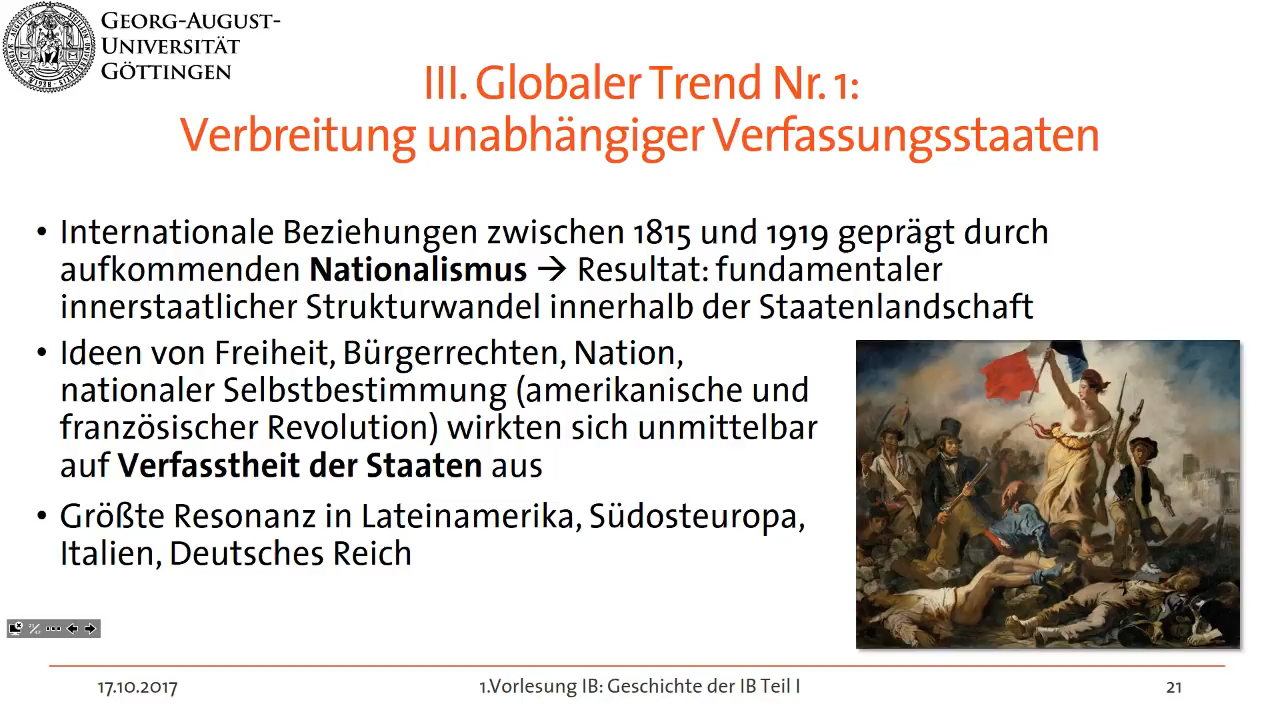 GEORG-AUGUST-
UNIVERSITÄT
GÖTTINGEN
III. Globaler Trend Nr. 1:
Verbreitung unabhängiger Verfassungsstaaten
• Internationale Beziehungen zwischen 1815 und 1919 geprägt durch
aufkommenden Nationalismus → Resultat: fundamentaler
innerstaatlicher Strukturwandel innerhalb der Staatenlandschaft
• Ideen von Freiheit, Bürgerrechten, Nation,
nationaler Selbstbestimmung (amerikanische und
französischer Revolution) wirkten sich unmittelbar
auf Verfasstheit der Staaten aus
• Größte Resonanz in Lateinamerika, Südosteuropa,
Italien, Deutsches Reich
17.10.2017
1.Vorlesung IB: Geschichte der IB Teil I
21